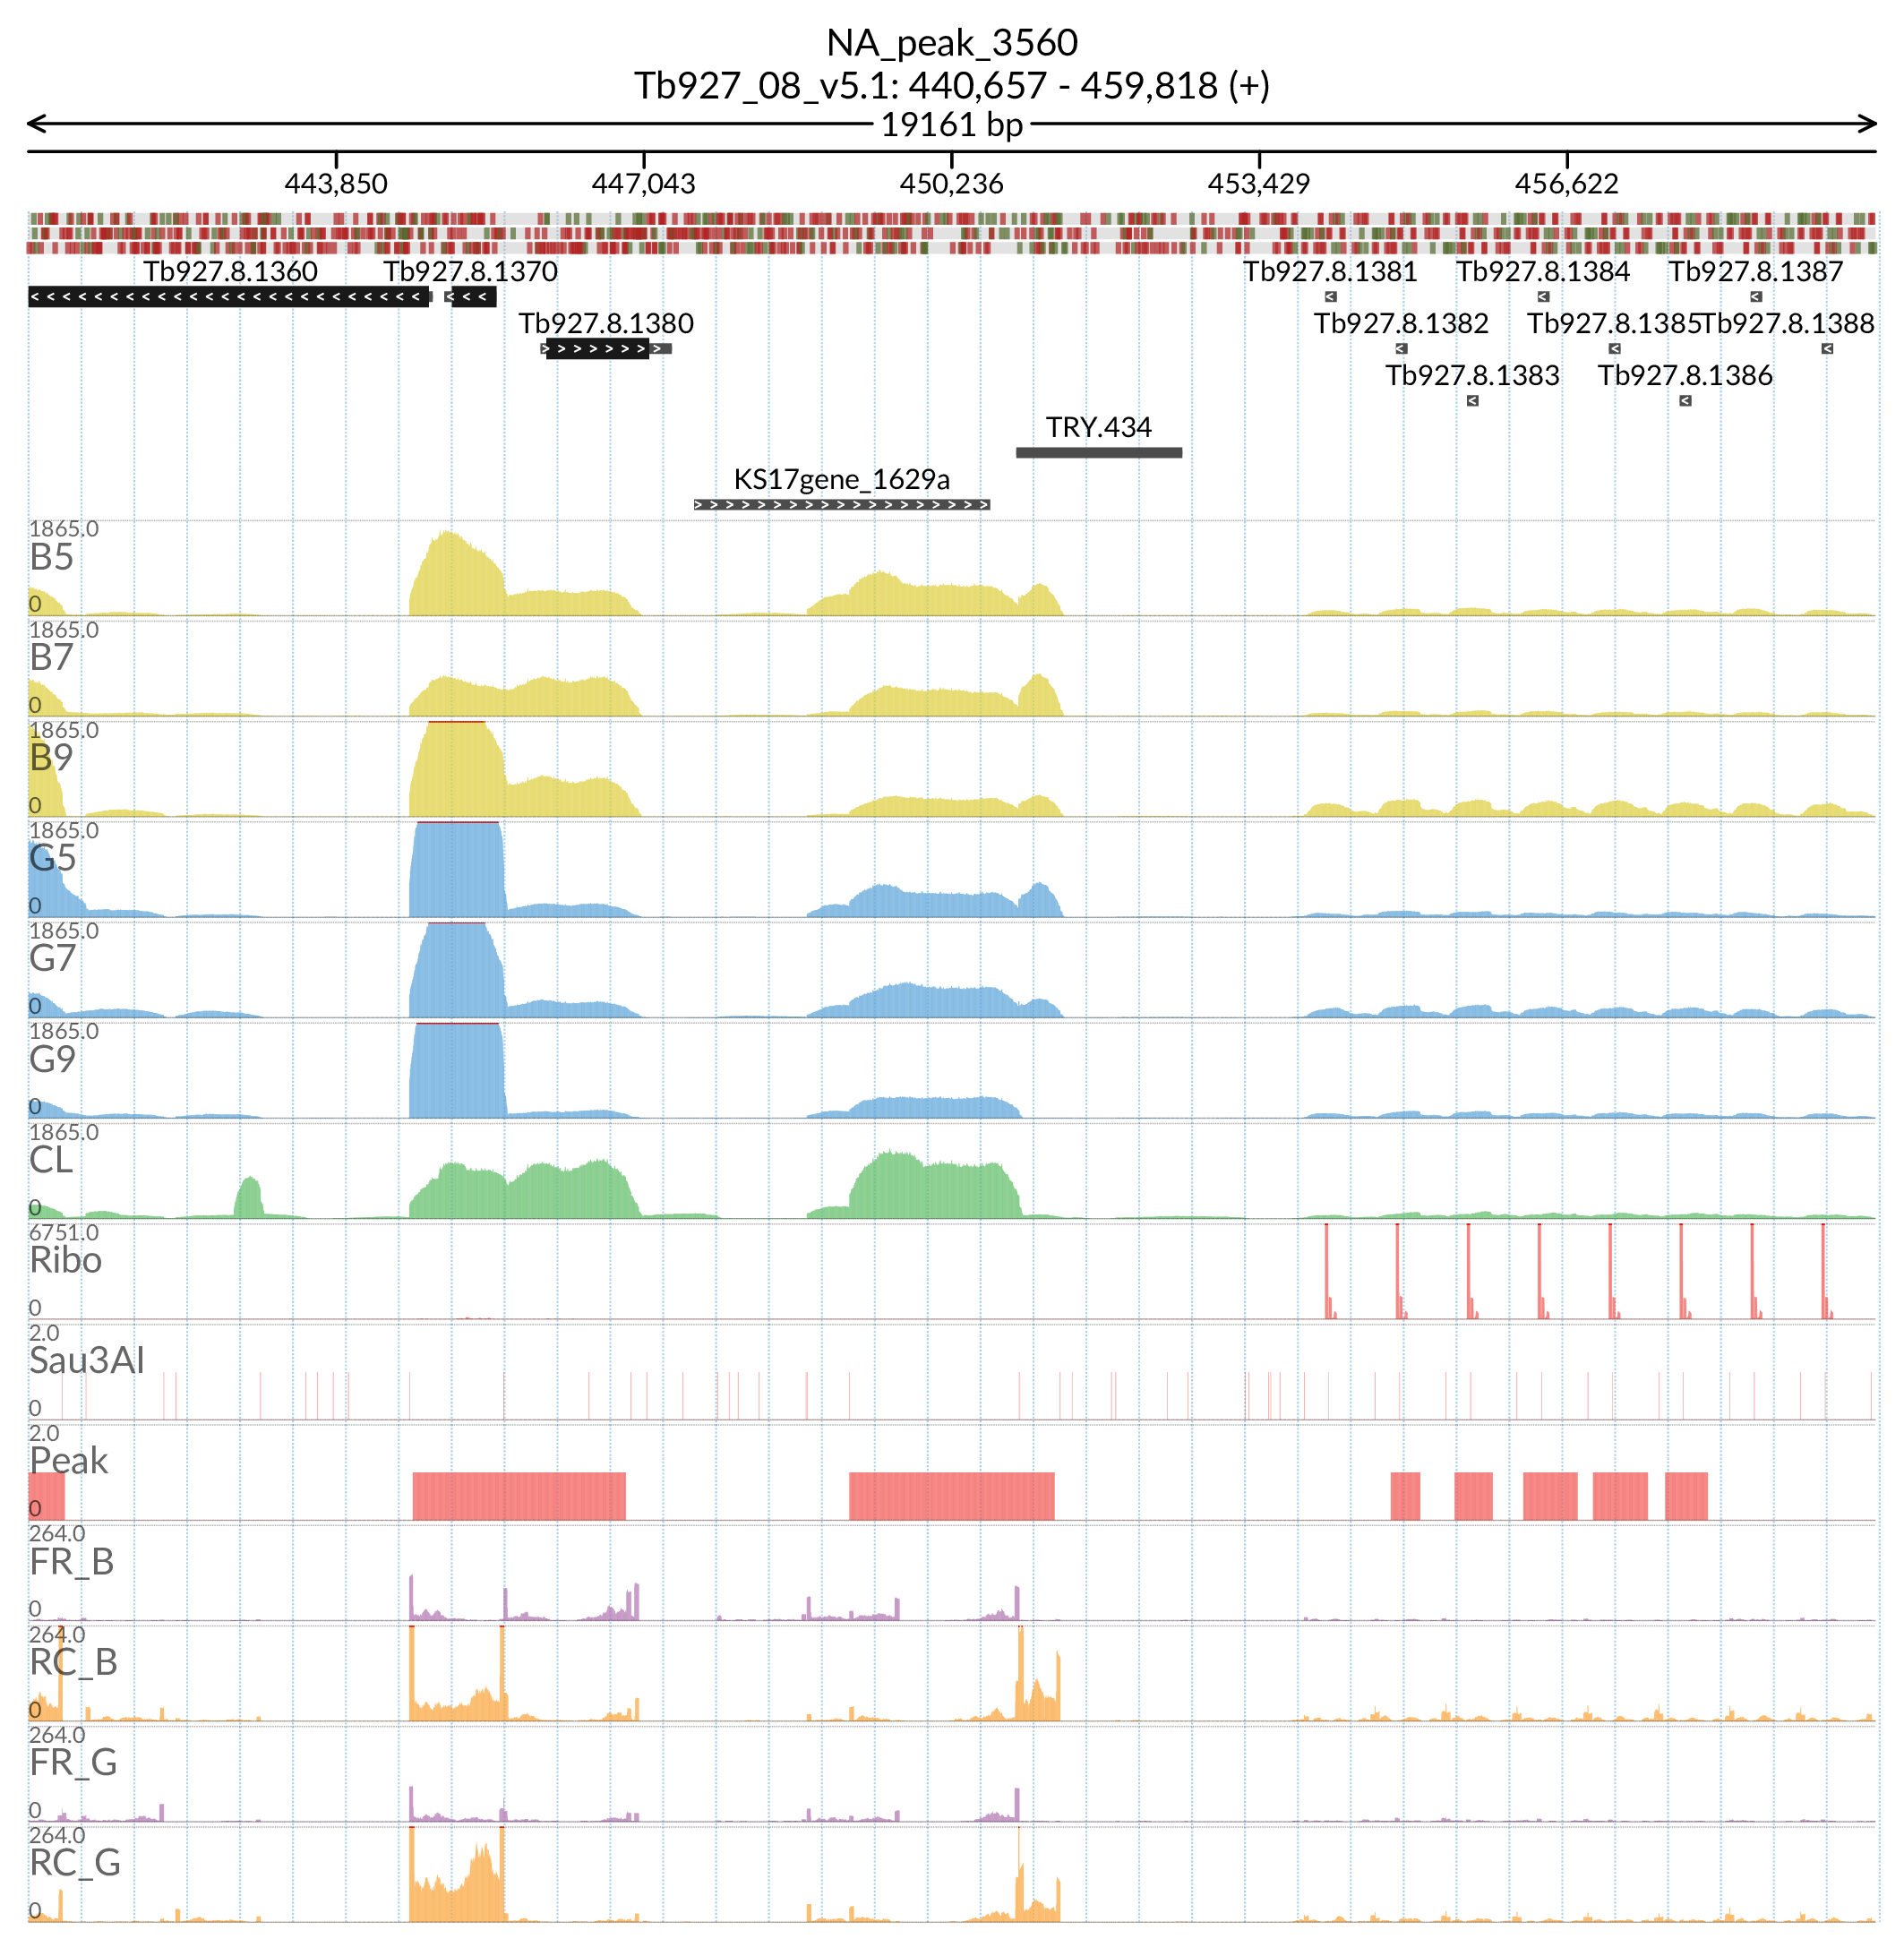 NA_peak_3560
Tb927_08_v5.1: 440,657 - 459,818 (+)
19161 bp
443,850 447,043 450,236 453,429 456,622
Tb927.8.1360 Tb927.8.1370 Tb927.8.1381 Tb927.8.1384 Tb927.8.1387
Tb927.8.1380 Tb927.8.1382 Tb927.8.1385 Tb927.8.1388
Tb927.8.1383 Tb927.8.1386
TRY.434
KS17gene_1629a
1865.0
B5
0
1865.0
B7
0
1865.0
B9
0
1865.0
G5
0
1865.0
G7
0
1865.0
G9
0
1865.0
CL
0
6751.0
Ribo
0
2.0
Sau3AI
0
2.0
Peak
0
264.0
FR_B
0
264.0
RC_B
0
264.0
FR_G
0
264.0
RC_G
0